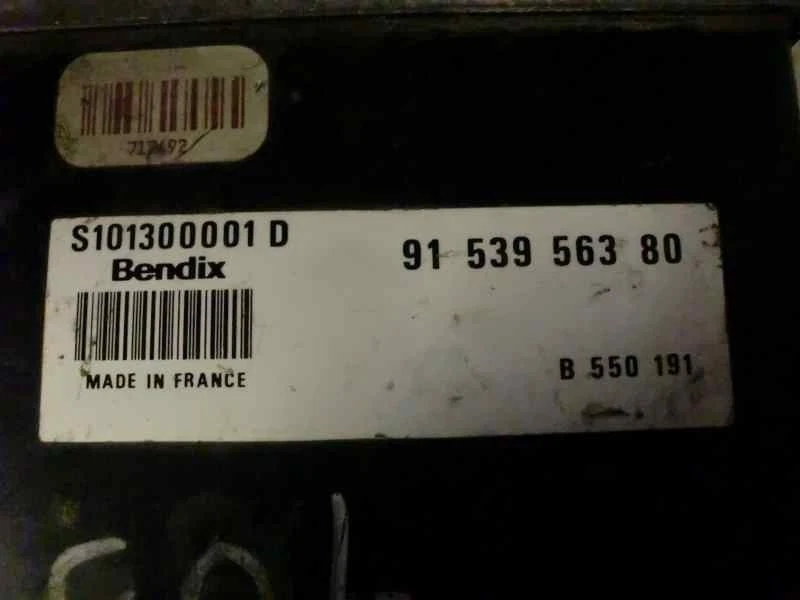 S101300001 D
Bendix
MADE IN FRANCE
91 539 563 80
B 550 191